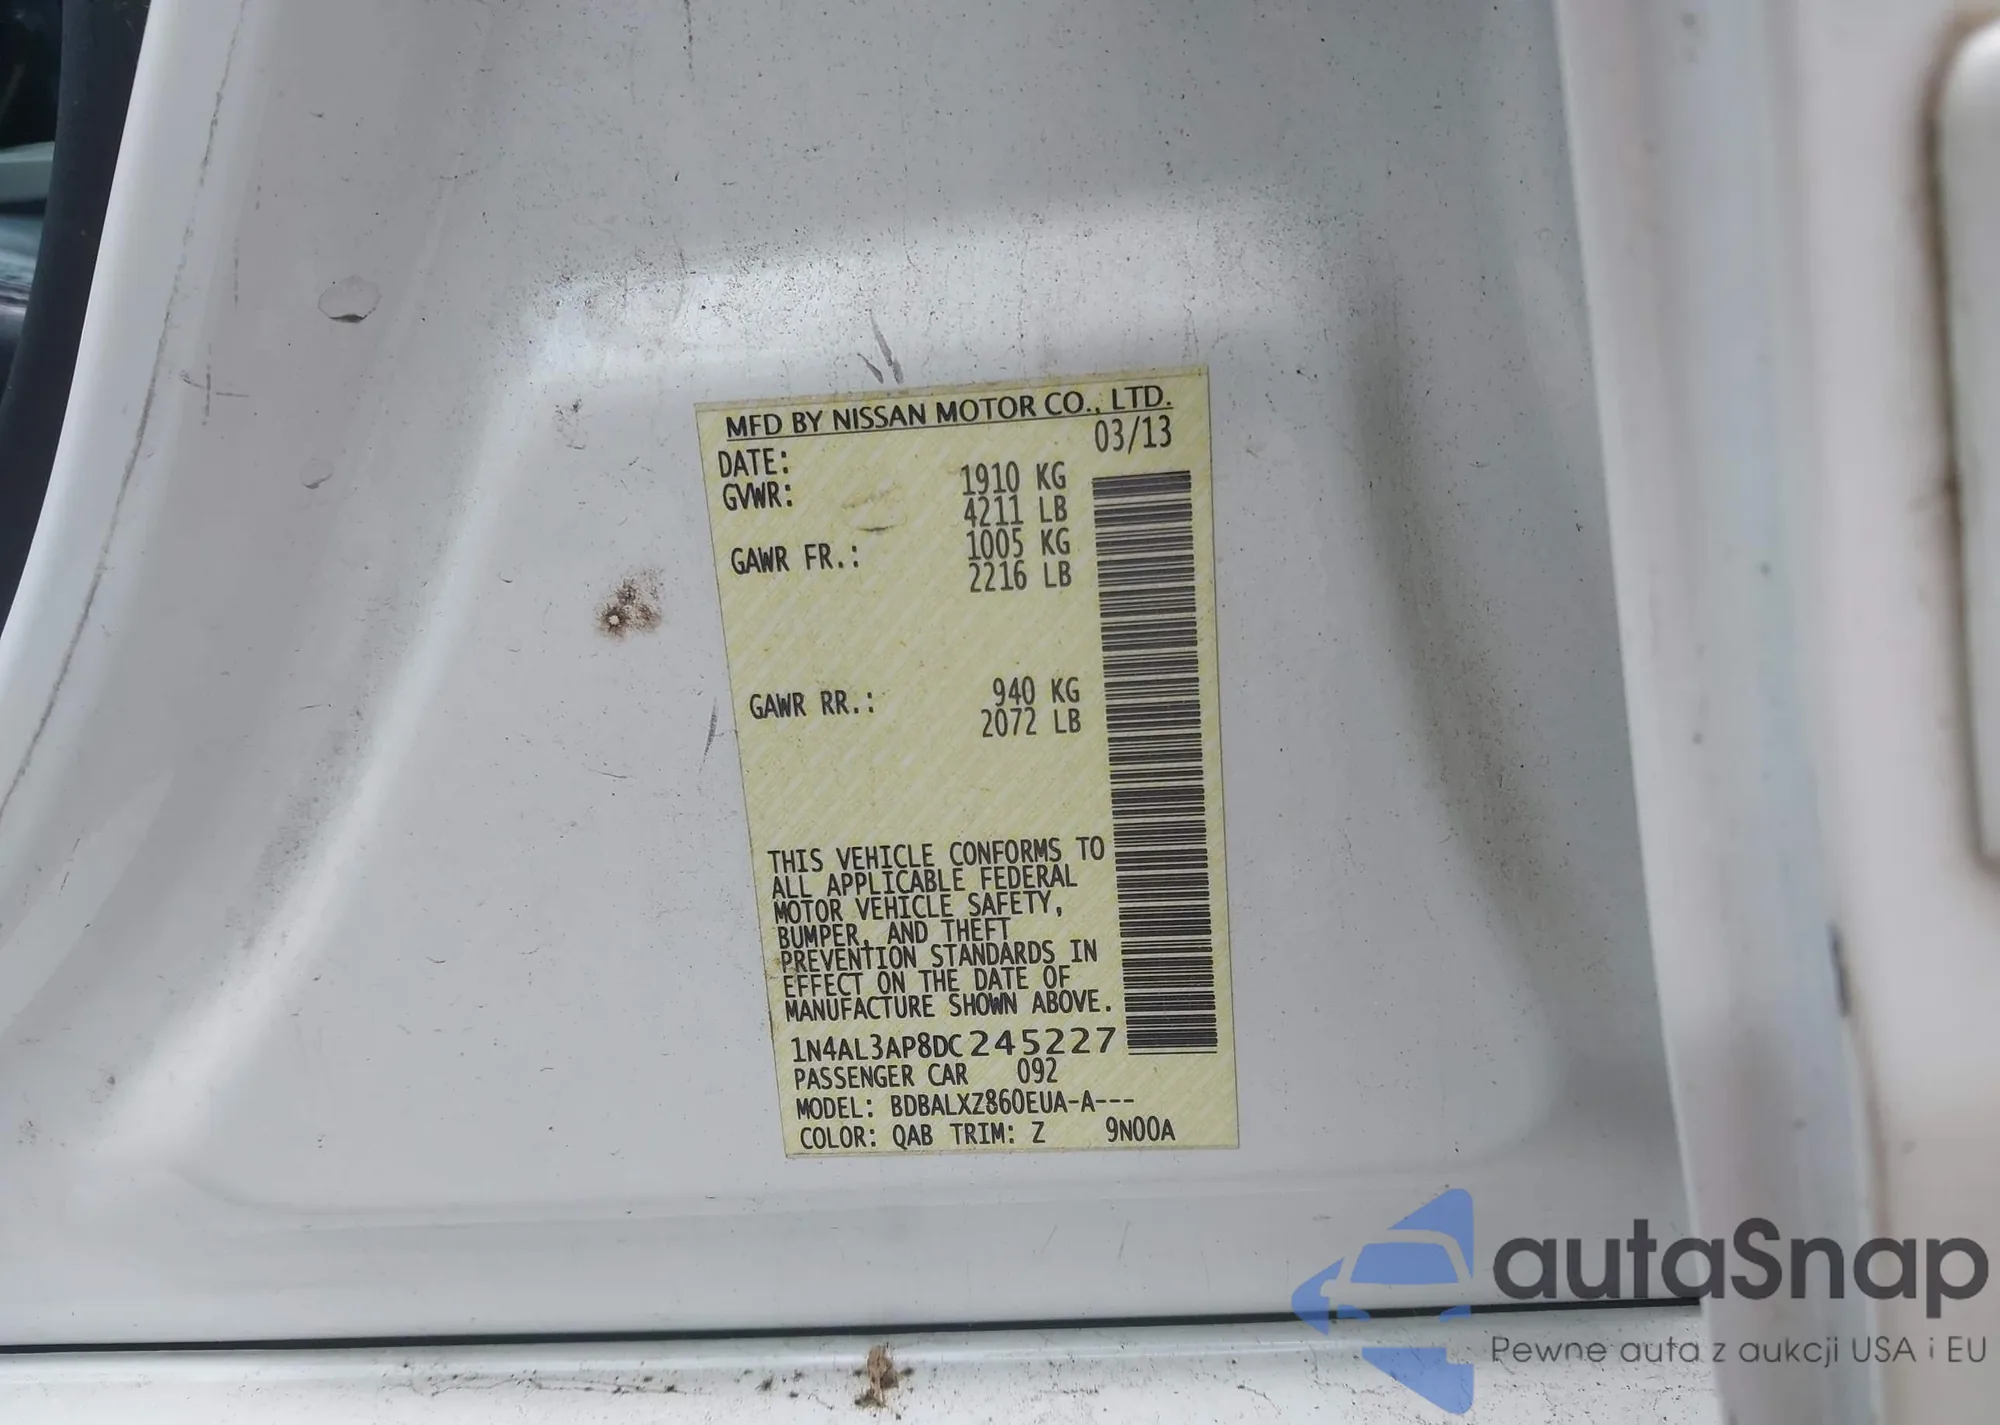 MFD BY NISSAN MOTOR CO., LTD.
DATE: 03/13
GVWR: 1910 KG
4211 LB
GAWR FR.: 1005 KG
2216 LB
GAWR RR.: 940 KG
2072 LB
THIS VEHICLE CONFORMS TO
ALL APPLICABLE FEDERAL
MOTOR VEHICLE SAFETY,
BUMPER, AND THEFT
PREVENTION STANDARDS IN
EFFECT ON THE DATE OF
MANUFACTURE SHOWN ABOVE.
1N4AL3AP8DC245227
PASSENGER CAR 092
MODEL: BDBALXZ860EUA-A---
COLOR: QAB TRIM: Z 9N00A
autaSnap
Pewne auta z aukcji USA i EU